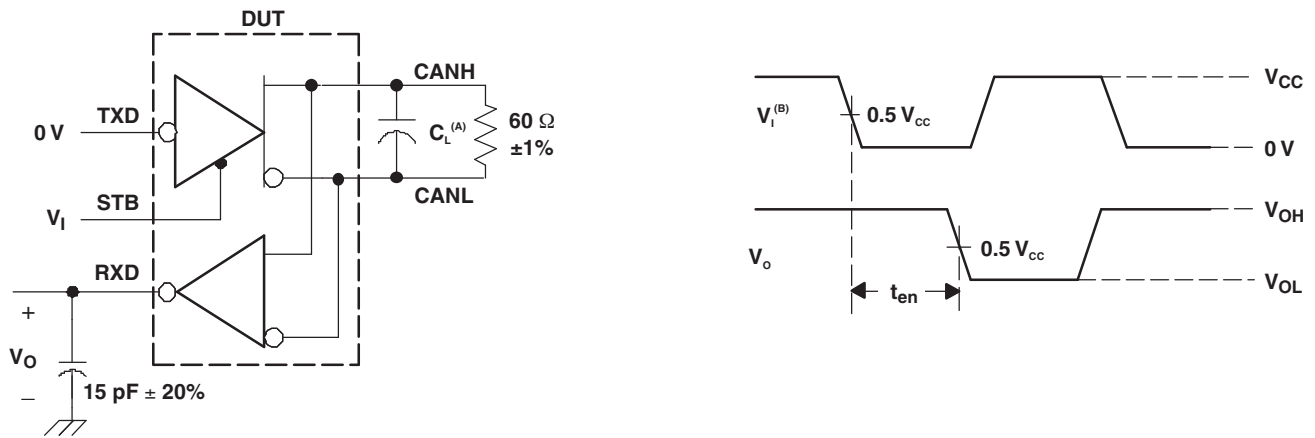 DUT
CANH
TXD
0 V
C_L^(A)
60 Ω
±1%
STB
V_I
CANL
RXD
+
V_O
–
15 pF ± 20%
V_I^(B)
0.5 V_CC
V_CC
0 V
V_O
0.5 V_CC
V_OH
V_OL
t_en